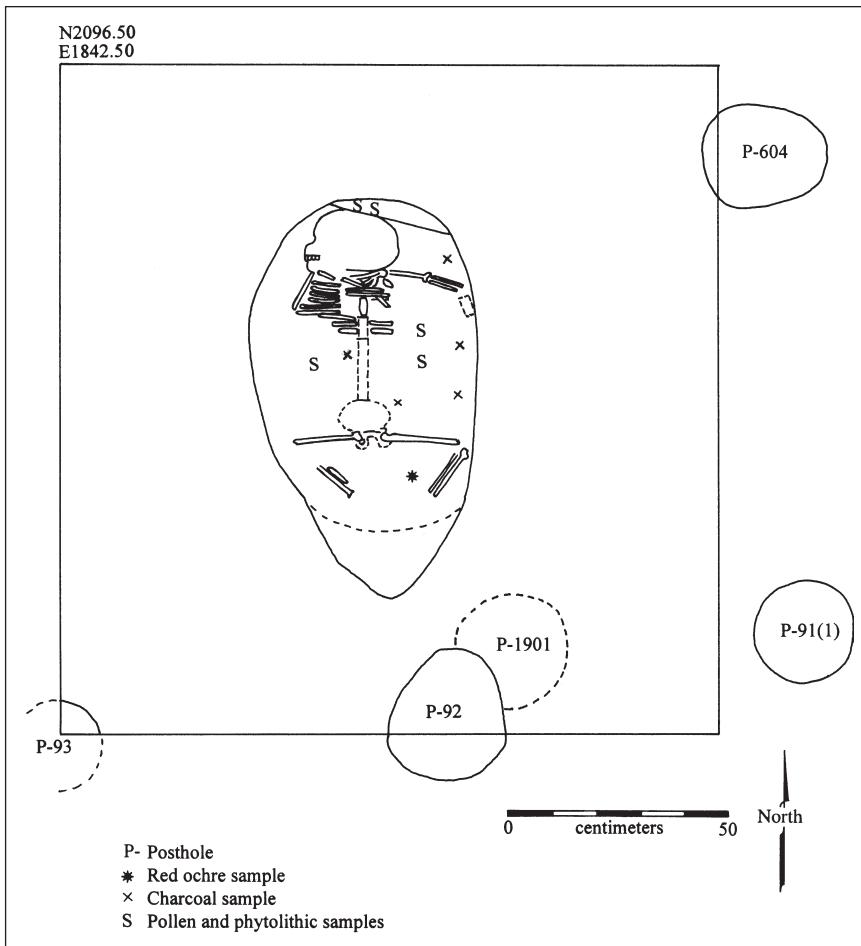 N2096.50
E1842.50
P-604
S S
×
S
×
×
S
S
×
×
✷
P-1901
P-91(1)
P-92
P-93
0 centimeters 50
North
P- Posthole
✷ Red ochre sample
× Charcoal sample
S Pollen and phytolithic samples